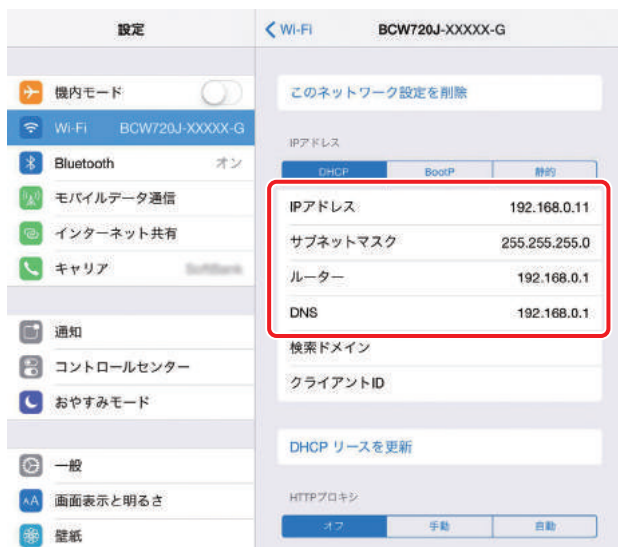 設定
機内モード
Wi-Fi BCW720J-XXXXX-G
Bluetooth オン
モバイルデータ通信
インターネット共有
キャリア SoftBank
通知
コントロールセンター
おやすみモード
一般
AA 画面表示と明るさ
壁紙
Wi-Fi BCW720J-XXXXX-G
このネットワーク設定を削除
IPアドレス
DHCP BootP 静的
IPアドレス 192.168.0.11
サブネットマスク 255.255.255.0
ルーター 192.168.0.1
DNS 192.168.0.1
検索ドメイン
クライアントID
DHCP リースを更新
HTTPプロキシ
オフ 手動 自動